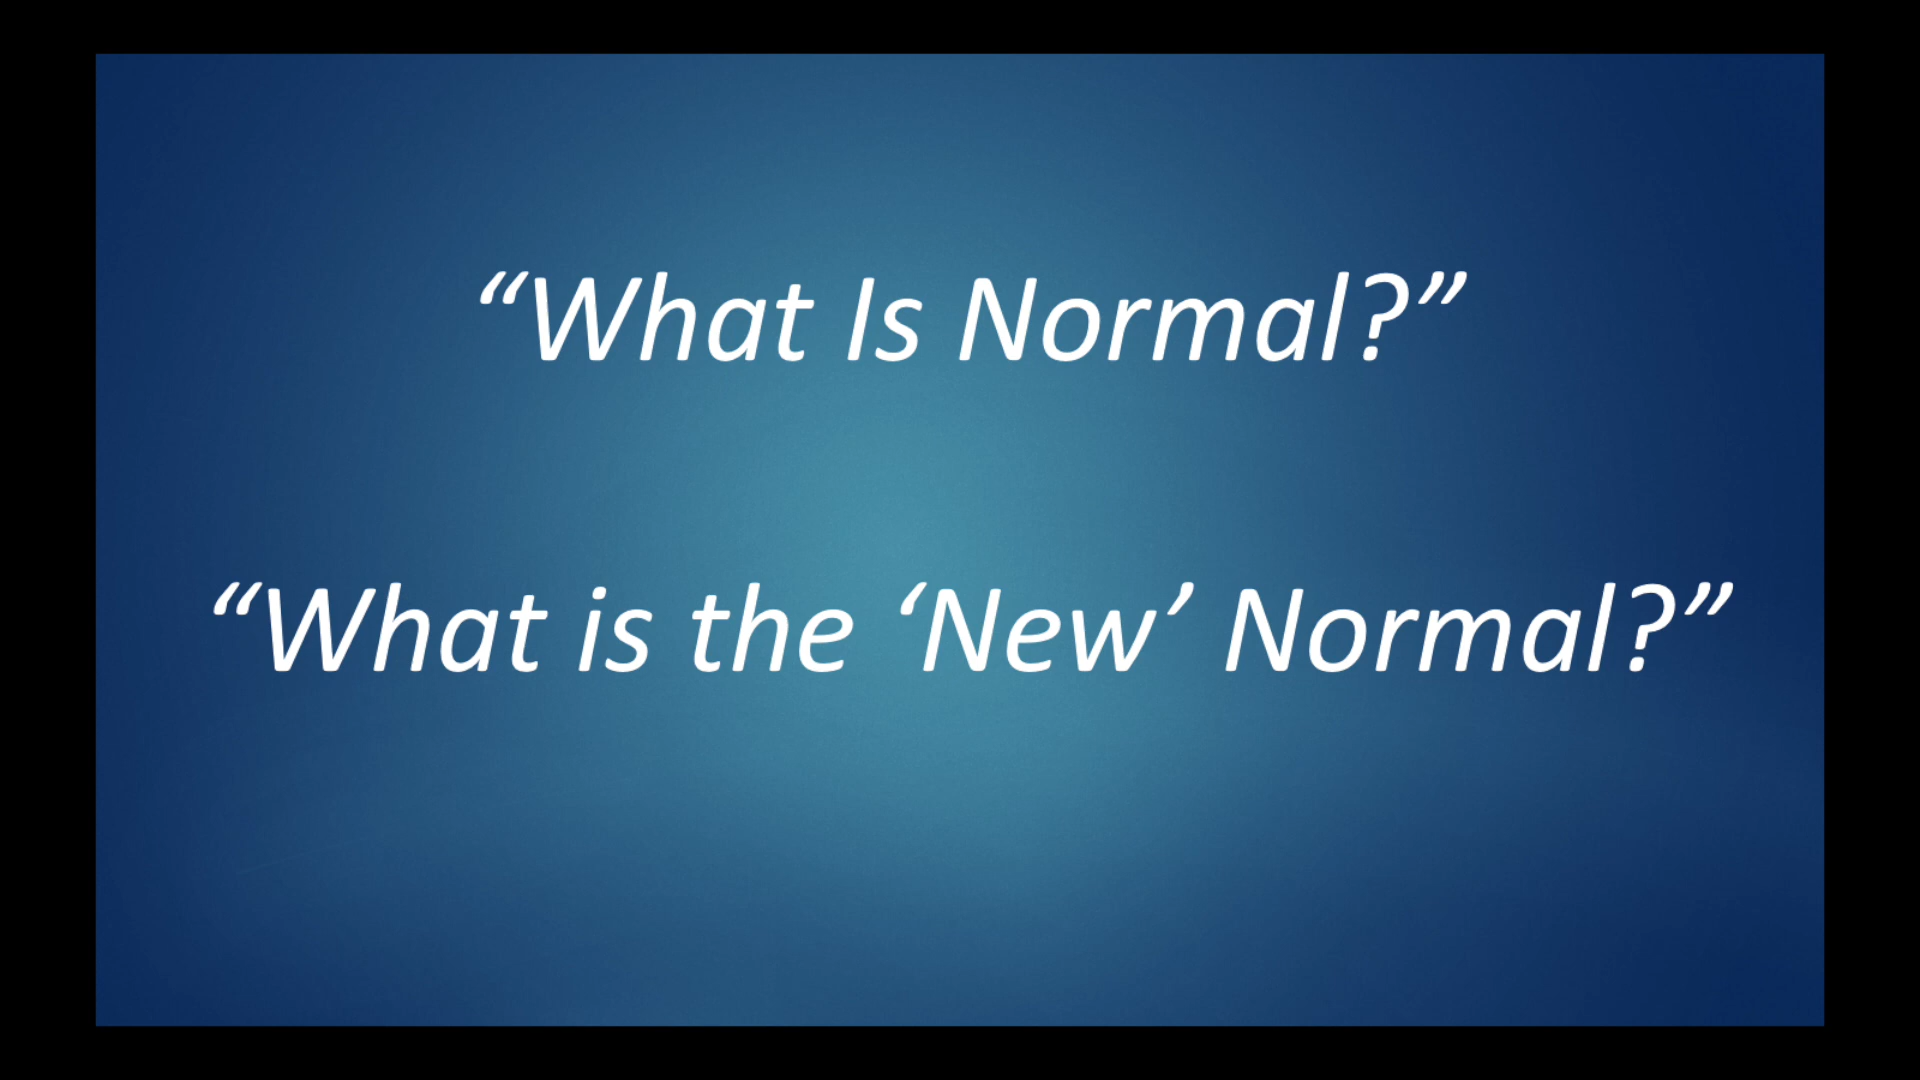 “What Is Normal?”
“What is the ‘New’ Normal?”